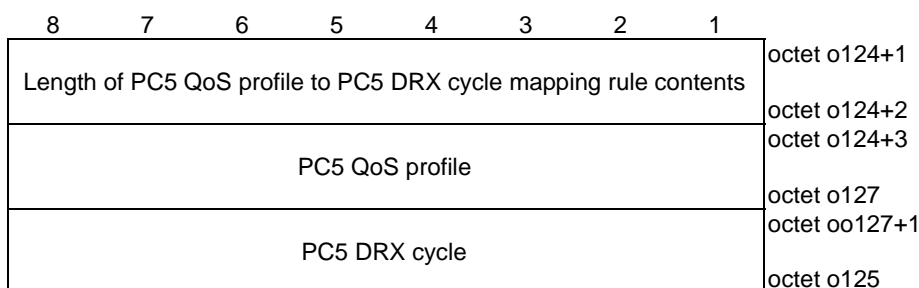 8 7 6 5 4 3 2 1
octet o124+1
Length of PC5 QoS profile to PC5 DRX cycle mapping rule contents
octet o124+2
octet o124+3
PC5 QoS profile
octet o127
octet oo127+1
PC5 DRX cycle
octet o125